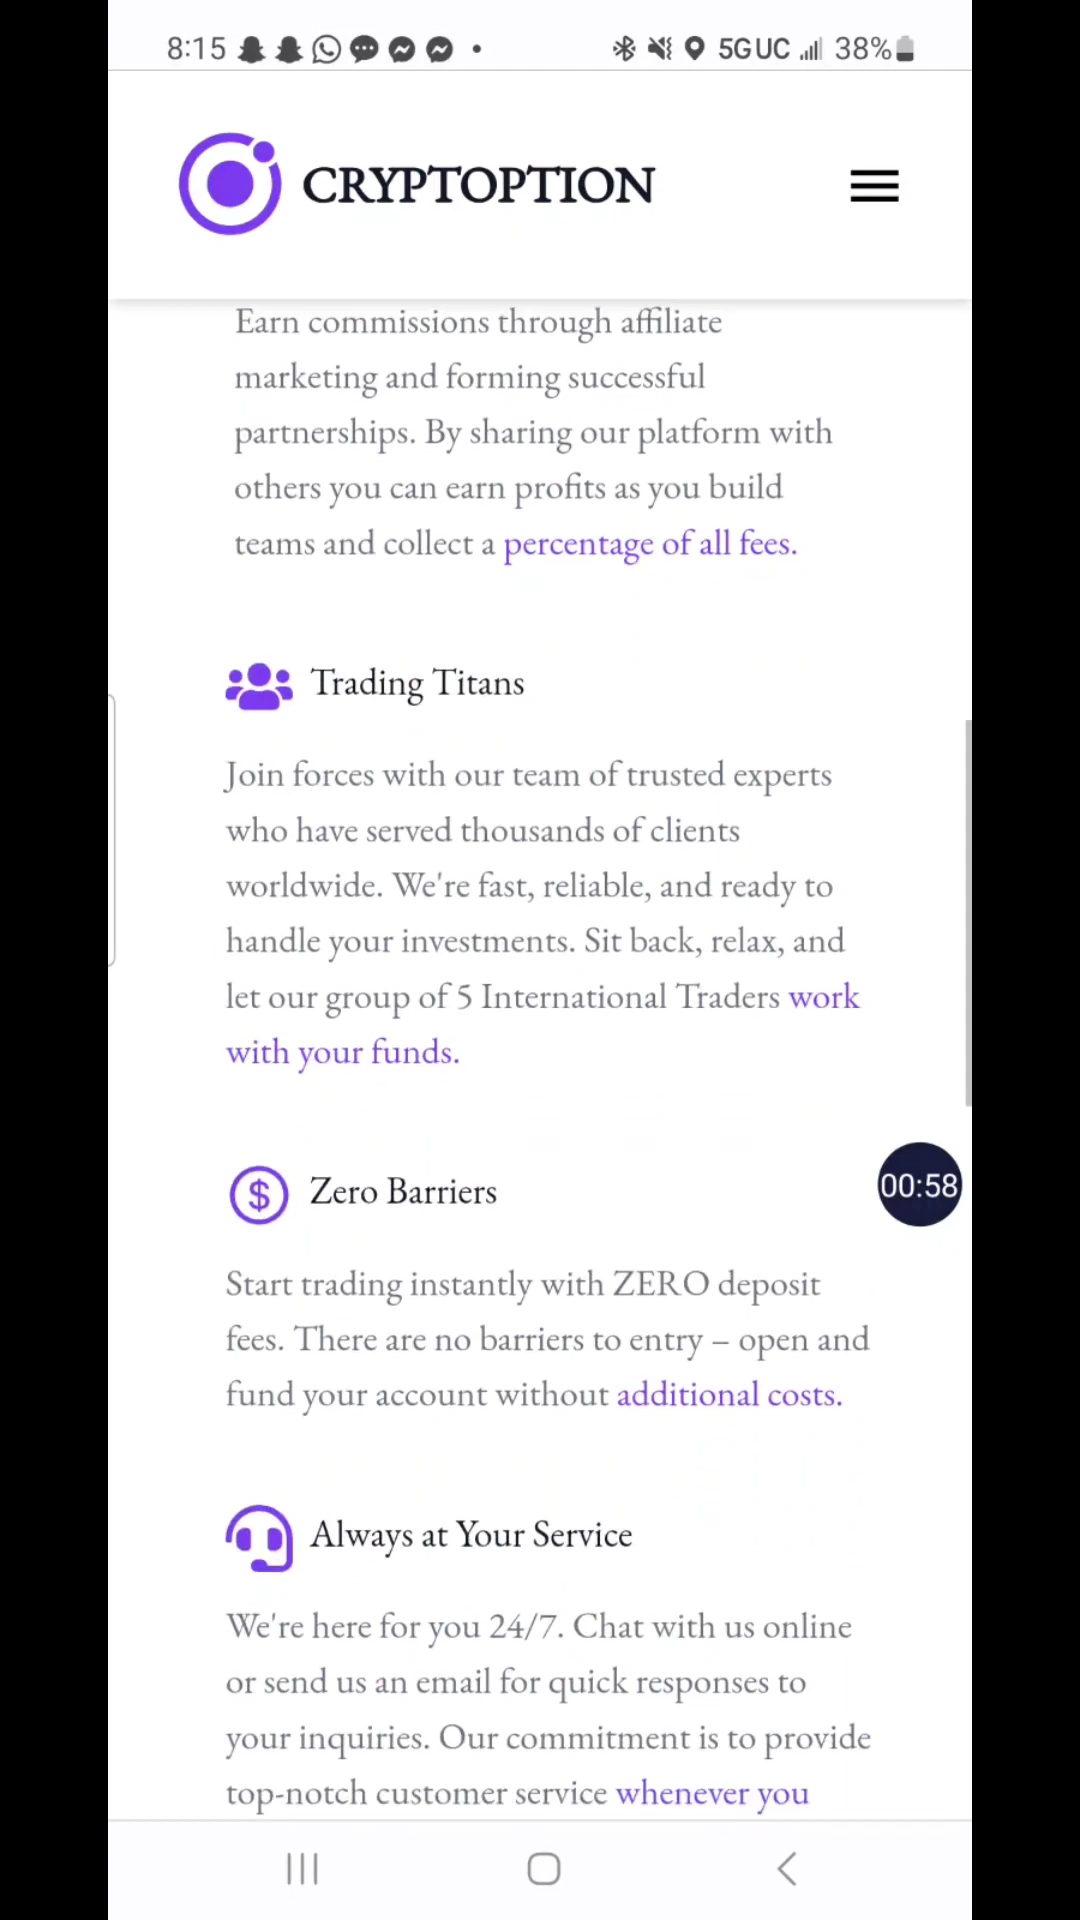 8:15
5G UC
38%
CRYPTOPTION
Earn commissions through affiliate
marketing and forming successful
partnerships. By sharing our platform with
others you can earn profits as you build
teams and collect a percentage of all fees.
Trading Titans
Join forces with our team of trusted experts
who have served thousands of clients
worldwide. We're fast, reliable, and ready to
handle your investments. Sit back, relax, and
let our group of 5 International Traders work
with your funds.
00:58
$ Zero Barriers
Start trading instantly with ZERO deposit
fees. There are no barriers to entry – open and
fund your account without additional costs.
Always at Your Service
We're here for you 24/7. Chat with us online
or send us an email for quick responses to
your inquiries. Our commitment is to provide
top-notch customer service whenever you